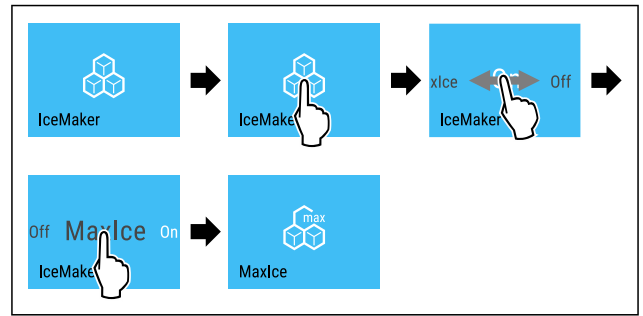 IceMaker
IceMake
xIce Off
IceMaker
Off MaxIce On
IceMake
max
MaxIce